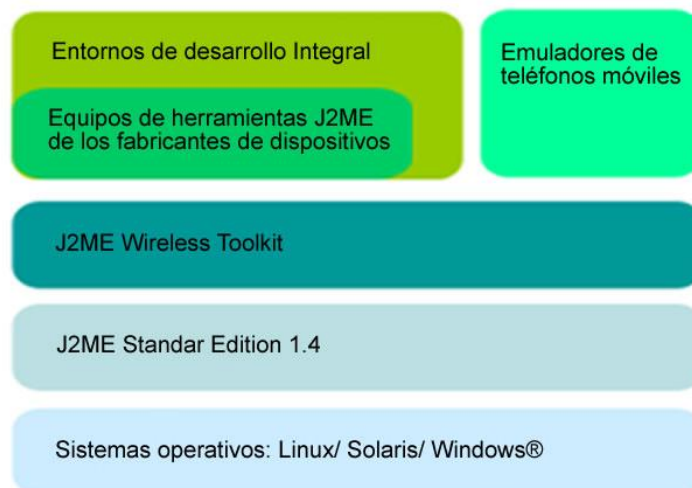 Entornos de desarrollo Integral
Equipos de herramientas J2ME
de los fabricantes de dispositivos
Emuladores de
teléfonos móviles
J2ME Wireless Toolkit
J2ME Standar Edition 1.4
Sistemas operativos: Linux/ Solaris/ Windows®